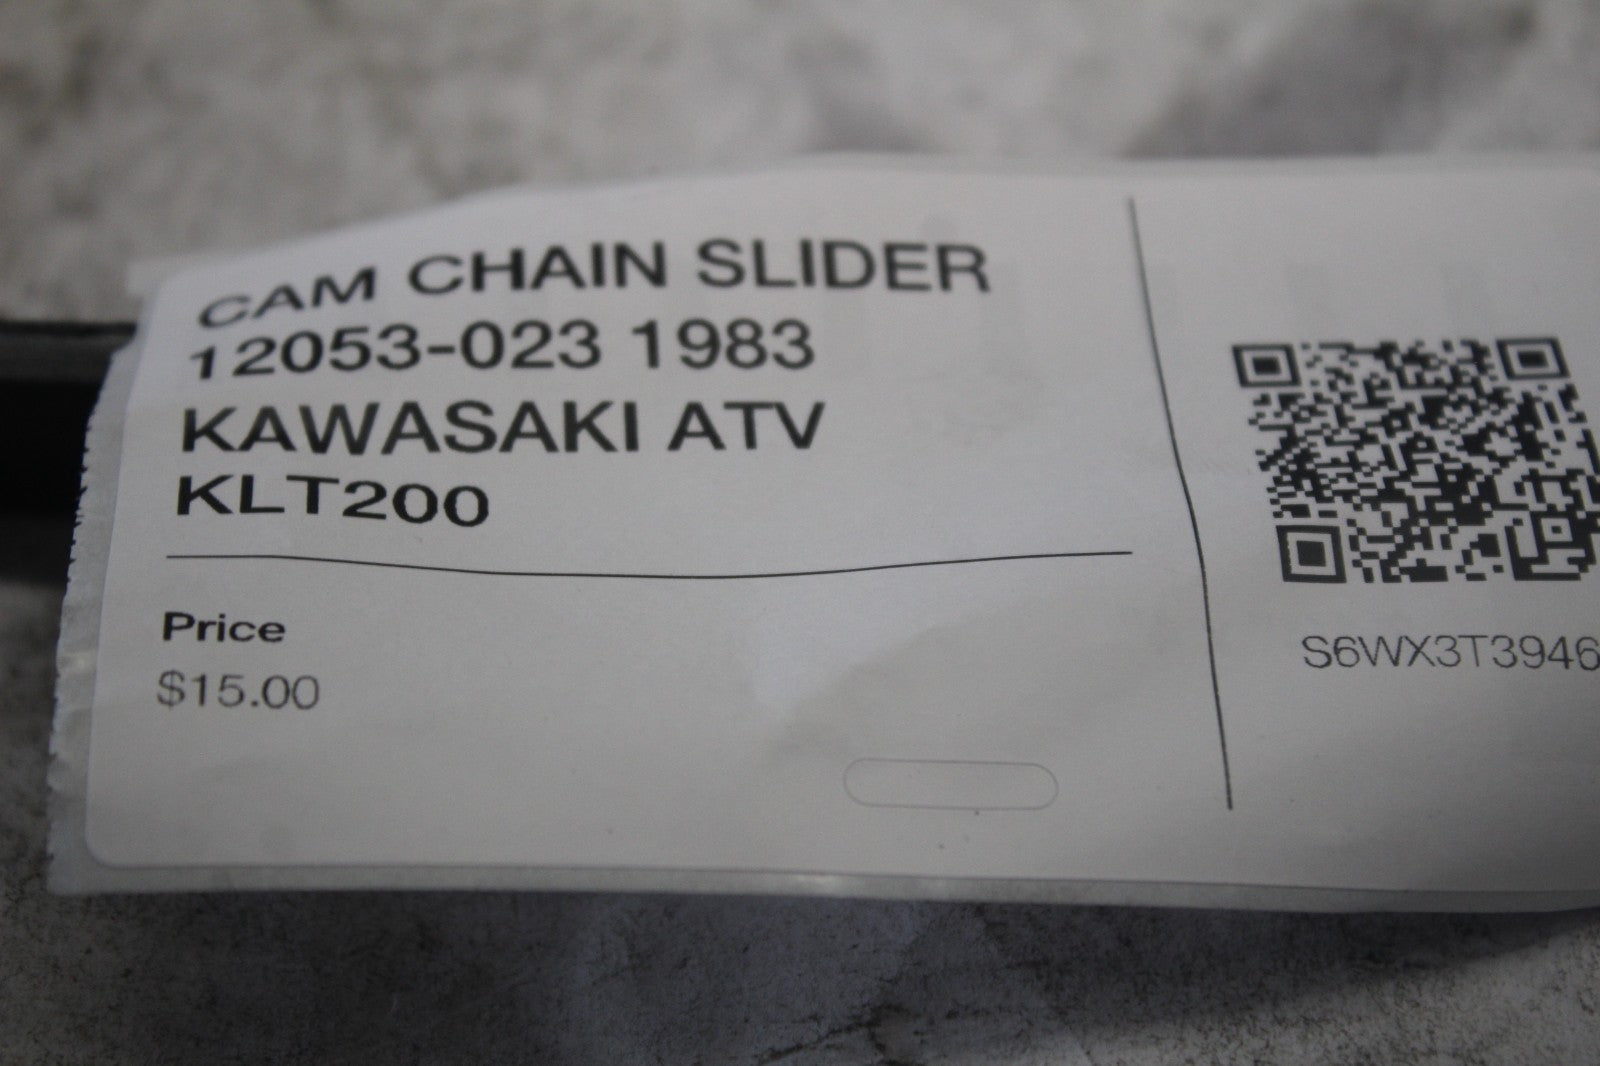 CAM CHAIN SLIDER
12053-023 1983
KAWASAKI ATV
KLT200
Price
$15.00
S6WX3T3946